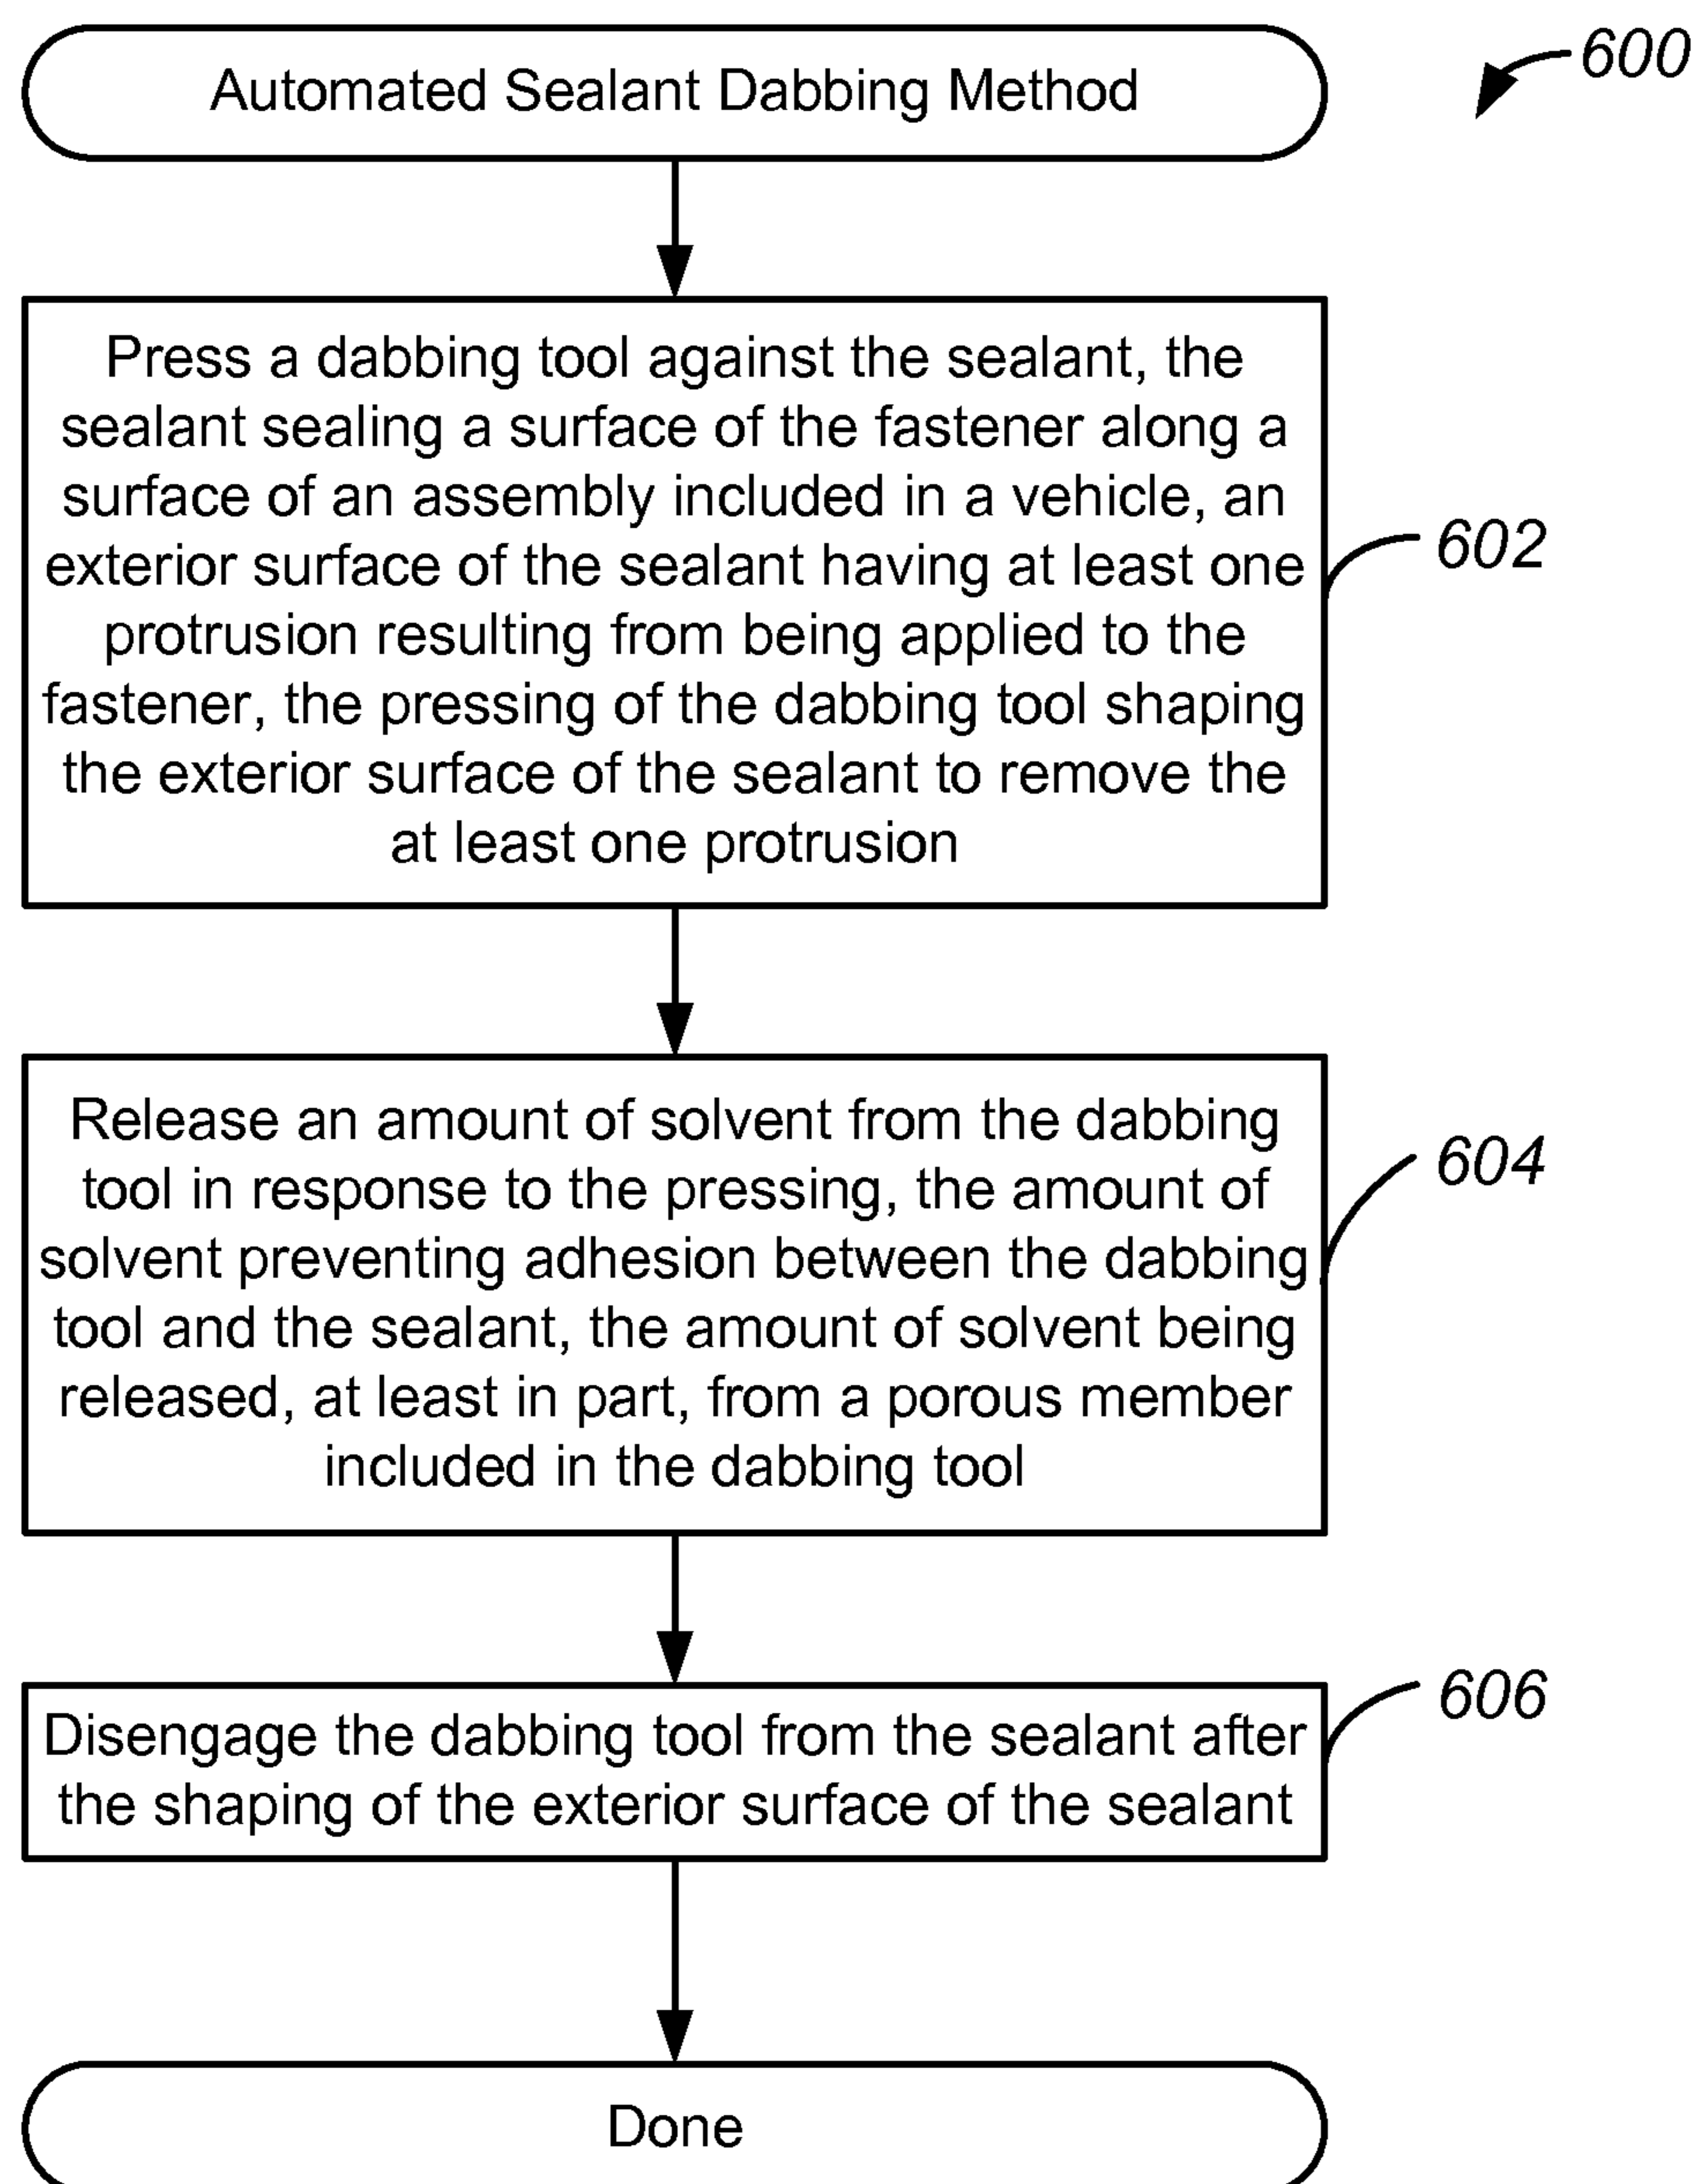 Automated Sealant Dabbing Method
600
Press a dabbing tool against the sealant, the
sealant sealing a surface of the fastener along a
surface of an assembly included in a vehicle, an
exterior surface of the sealant having at least one
protrusion resulting from being applied to the
fastener, the pressing of the dabbing tool shaping
the exterior surface of the sealant to remove the
at least one protrusion
602
Release an amount of solvent from the dabbing
tool in response to the pressing, the amount of
solvent preventing adhesion between the dabbing
tool and the sealant, the amount of solvent being
released, at least in part, from a porous member
included in the dabbing tool
604
Disengage the dabbing tool from the sealant after
the shaping of the exterior surface of the sealant
606
Done